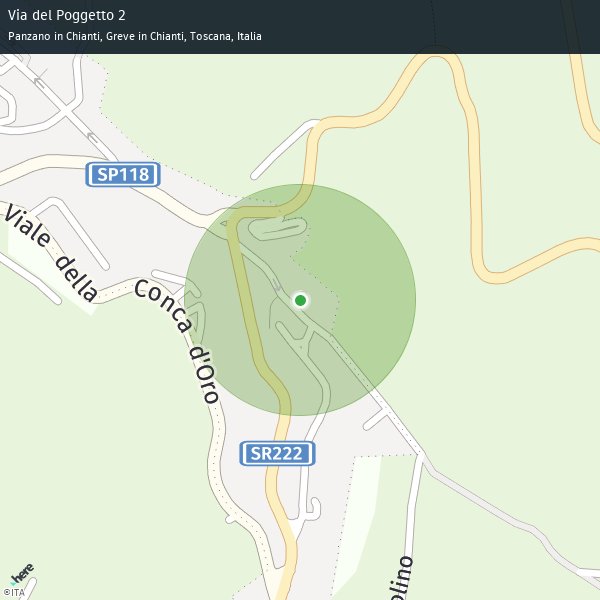 Via del Poggetto 2
Panzano in Chianti, Greve in Chianti, Toscana, Italia
SP118
Viale della
Conca d'Oro
SR222
here
©ITA